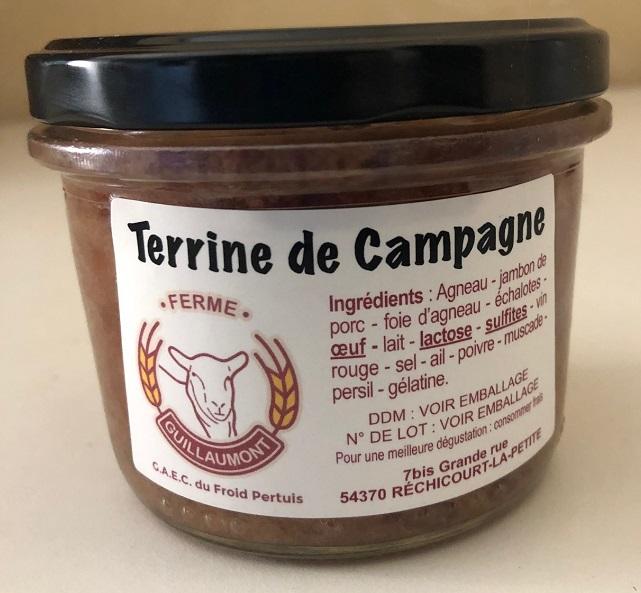 Terrine de Campagne
• FERME •
GUILLAUMONT
G.A.E.C. du Froid Pertuis
Ingrédients : Agneau - jambon de
porc - foie d'agneau - échalotes -
œuf - lait - lactose - sulfites - vin
rouge - sel - ail - poivre - muscade -
persil - gélatine.
DDM : VOIR EMBALLAGE
N° DE LOT : VOIR EMBALLAGE
Pour une meilleure dégustation : consommer frais
7bis Grande rue
54370 RÉCHICOURT-LA-PETITE